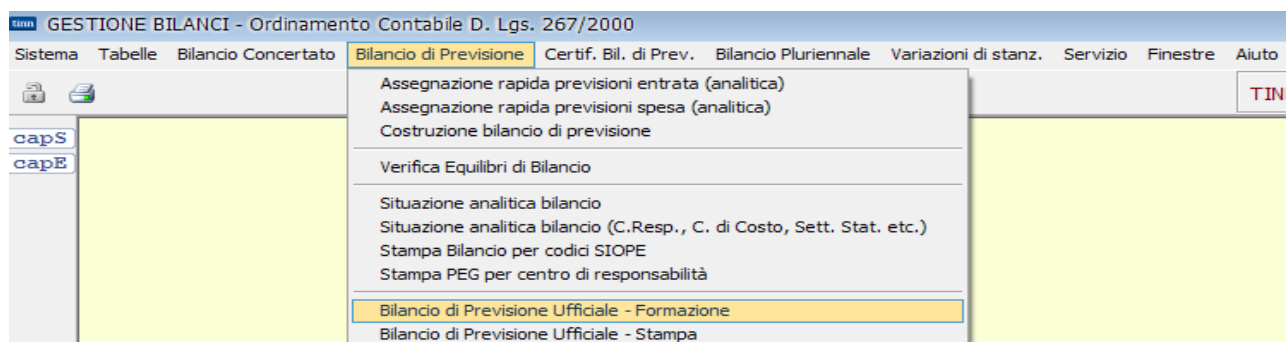 tinn GESTIONE BILANCI - Ordinamento Contabile D. Lgs. 267/2000
Sistema Tabelle Bilancio Concertato Bilancio di Previsione Certif. Bil. di Prev. Bilancio Pluriennale Variazioni di stanz. Servizio Finestre Aiuto
Assegnazione rapida previsioni entrata (analitica)
TIN
Assegnazione rapida previsioni spesa (analitica)
capS
Costruzione bilancio di previsione
capE
Verifica Equilibri di Bilancio
Situazione analitica bilancio
Situazione analitica bilancio (C.Resp., C. di Costo, Sett. Stat. etc.)
Stampa Bilancio per codici SIOPE
Stampa PEG per centro di responsabilità
Bilancio di Previsione Ufficiale - Formazione
Bilancio di Previsione Ufficiale - Stampa